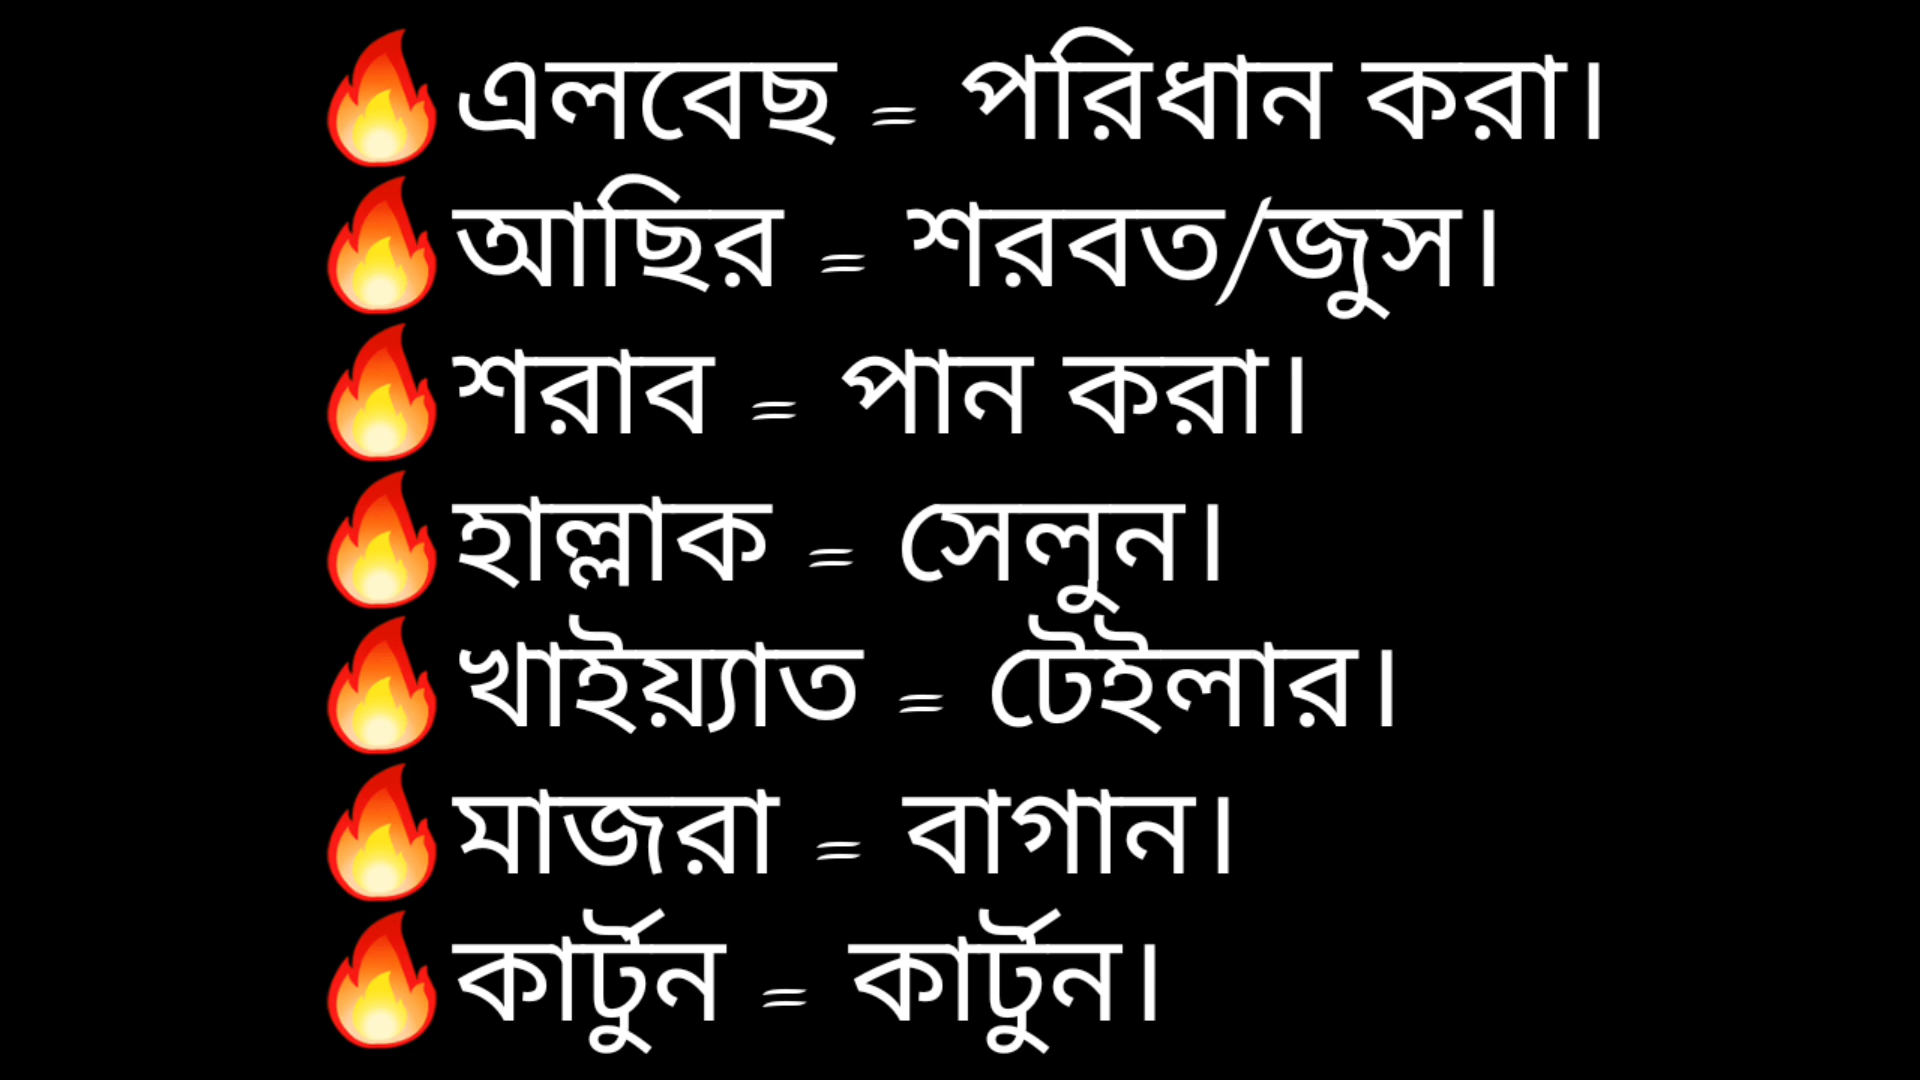 🔥এলবেছ = পরিধান করা।
🔥আছির = শরবত/জুস।
🔥শরাব = পান করা।
🔥হাল্লাক = সেলুন।
🔥খাইয়্যাত = টেইলার।
🔥মাজরা = বাগান।
🔥কার্টুন = কার্টুন।